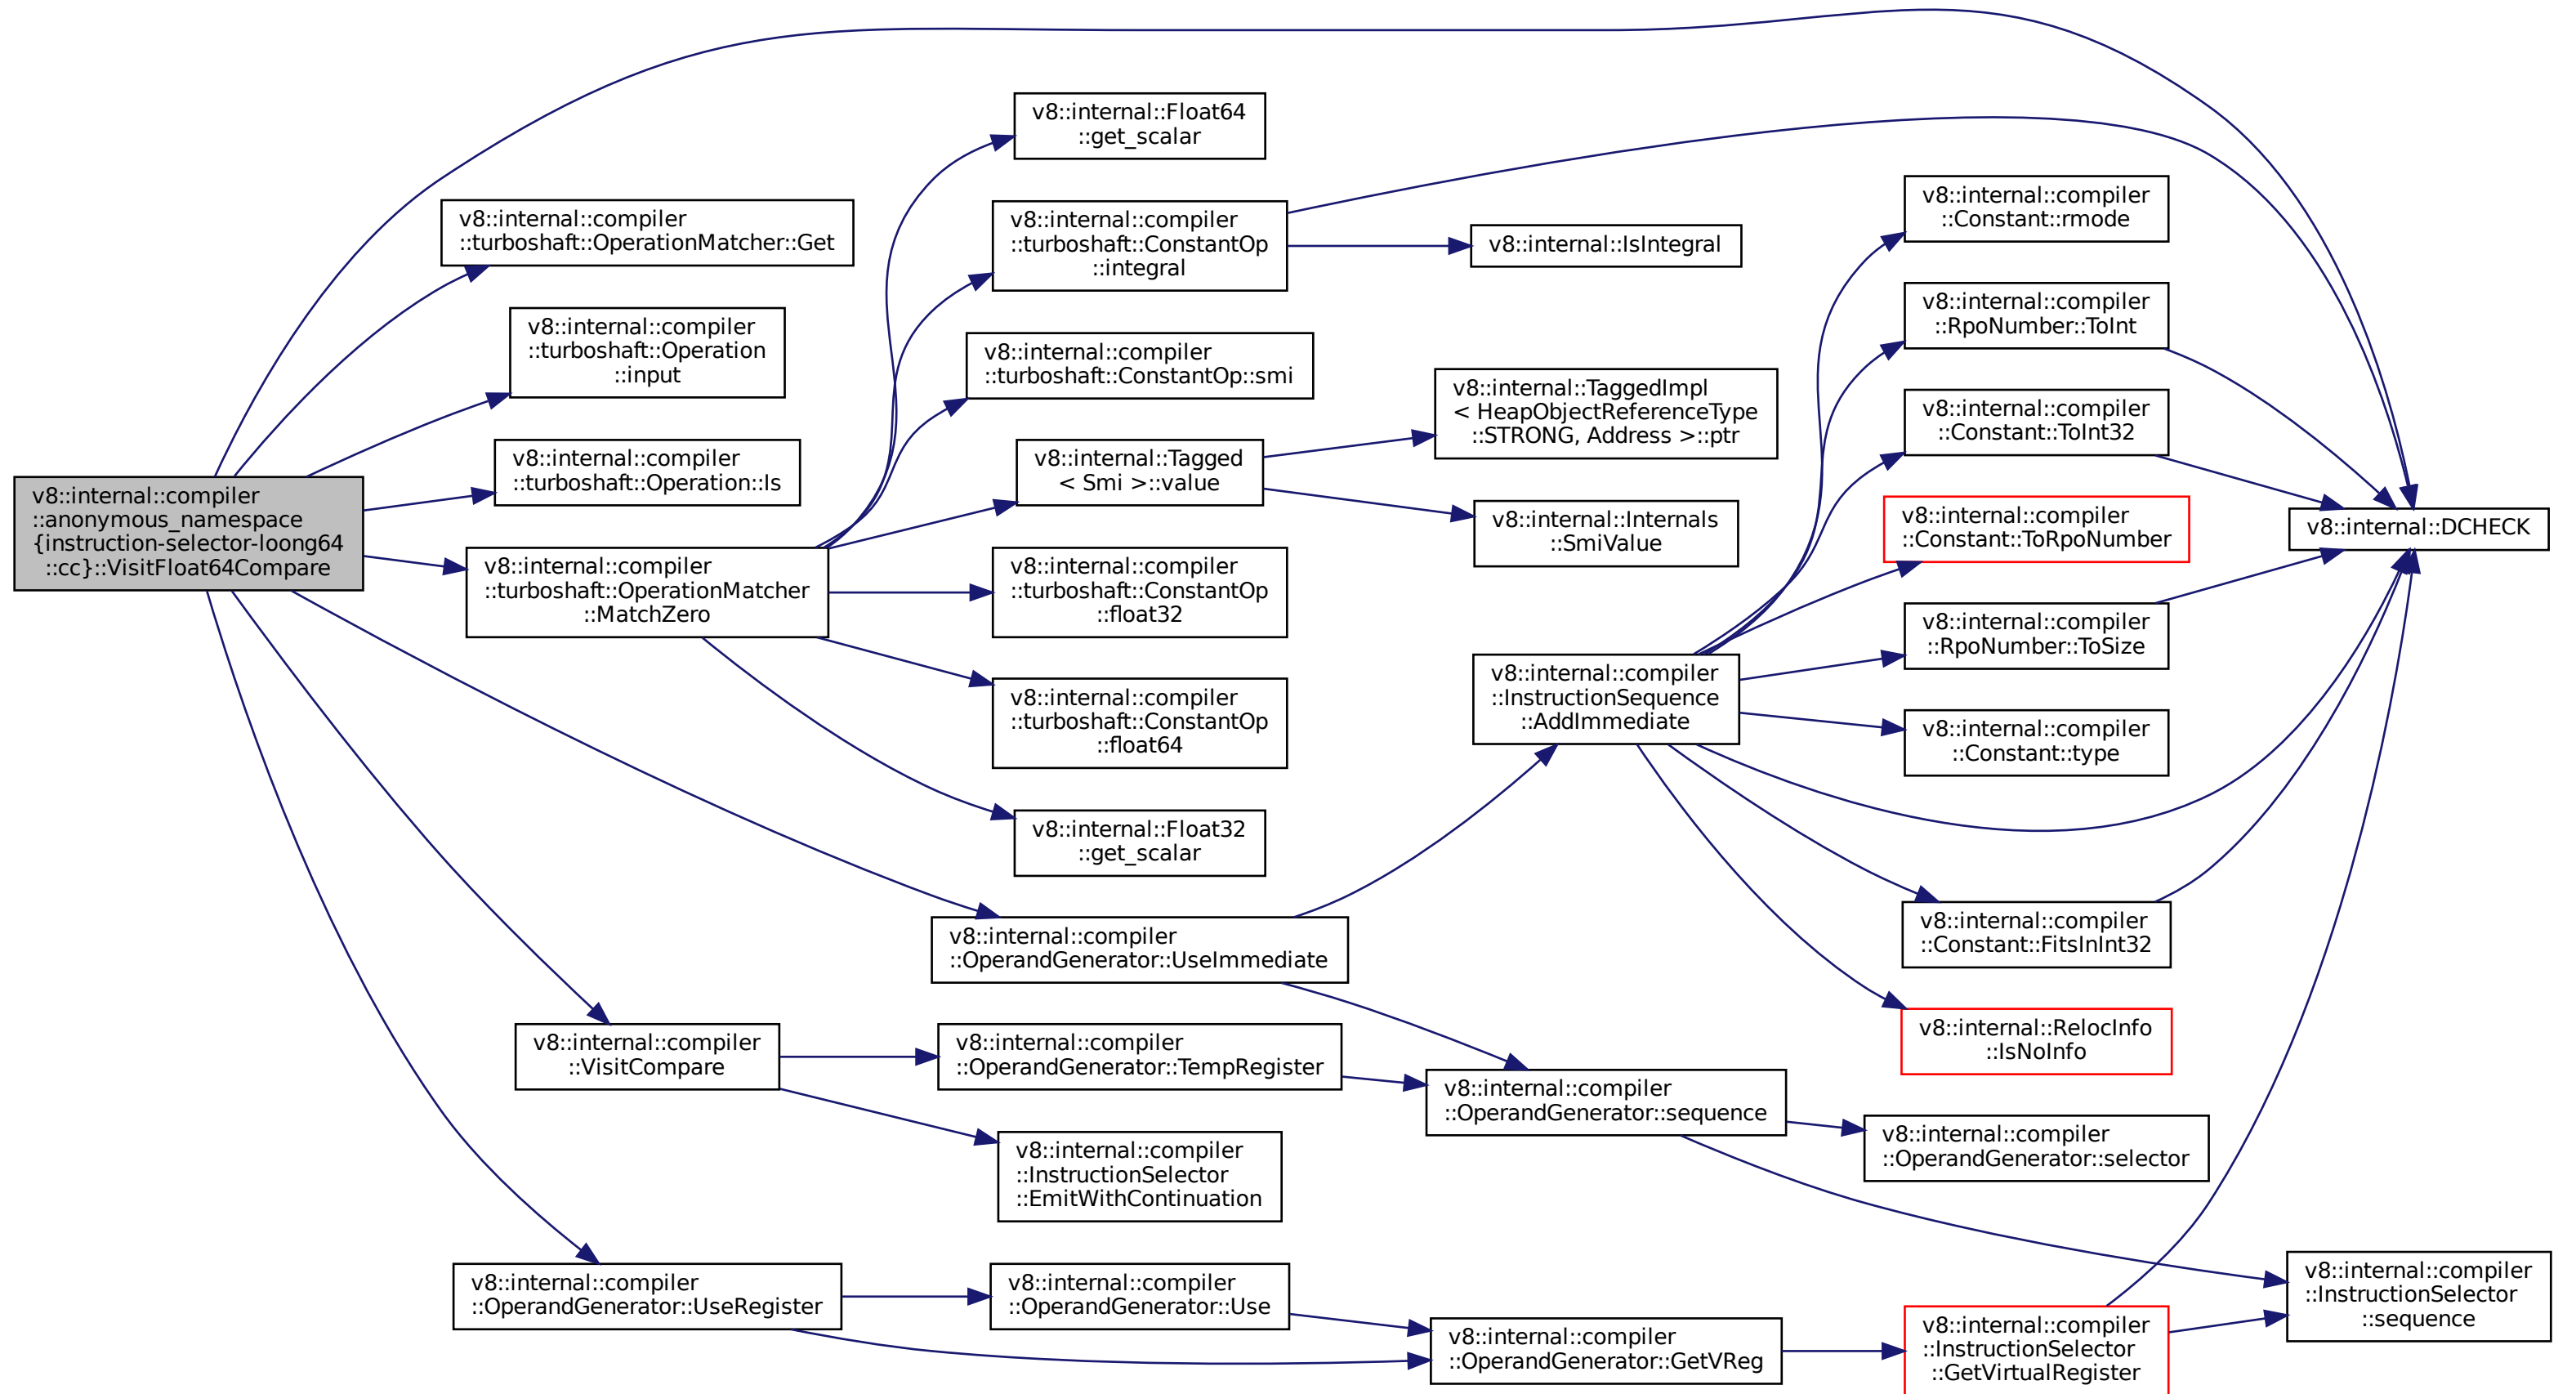 v8::internal::compiler
::anonymous_namespace
{instruction-selector-loong64
::cc}::VisitFloat64Compare
v8::internal::compiler
::turboshaft::OperationMatcher::Get
v8::internal::compiler
::turboshaft::Operation
::input
v8::internal::compiler
::turboshaft::Operation::Is
v8::internal::compiler
::turboshaft::OperationMatcher
::MatchZero
v8::internal::compiler
::VisitCompare
v8::internal::compiler
::OperandGenerator::UseRegister
v8::internal::Float64
::get_scalar
v8::internal::compiler
::turboshaft::ConstantOp
::integral
v8::internal::compiler
::turboshaft::ConstantOp::smi
v8::internal::Tagged
< Smi >::value
v8::internal::compiler
::turboshaft::ConstantOp
::float32
v8::internal::compiler
::turboshaft::ConstantOp
::float64
v8::internal::Float32
::get_scalar
v8::internal::compiler
::OperandGenerator::UseImmediate
v8::internal::compiler
::OperandGenerator::TempRegister
v8::internal::compiler
::InstructionSelector
::EmitWithContinuation
v8::internal::compiler
::OperandGenerator::Use
v8::internal::IsIntegral
v8::internal::TaggedImpl
< HeapObjectReferenceType
::STRONG, Address >::ptr
v8::internal::Internals
::SmiValue
v8::internal::compiler
::InstructionSequence
::AddImmediate
v8::internal::compiler
::OperandGenerator::sequence
v8::internal::compiler
::OperandGenerator::GetVReg
v8::internal::compiler
::Constant::rmode
v8::internal::compiler
::RpoNumber::ToInt
v8::internal::compiler
::Constant::ToInt32
v8::internal::compiler
::Constant::ToRpoNumber
v8::internal::compiler
::RpoNumber::ToSize
v8::internal::compiler
::Constant::type
v8::internal::compiler
::Constant::FitsInInt32
v8::internal::RelocInfo
::IsNoInfo
v8::internal::compiler
::OperandGenerator::selector
v8::internal::compiler
::InstructionSelector
::GetVirtualRegister
v8::internal::DCHECK
v8::internal::compiler
::InstructionSelector
::sequence